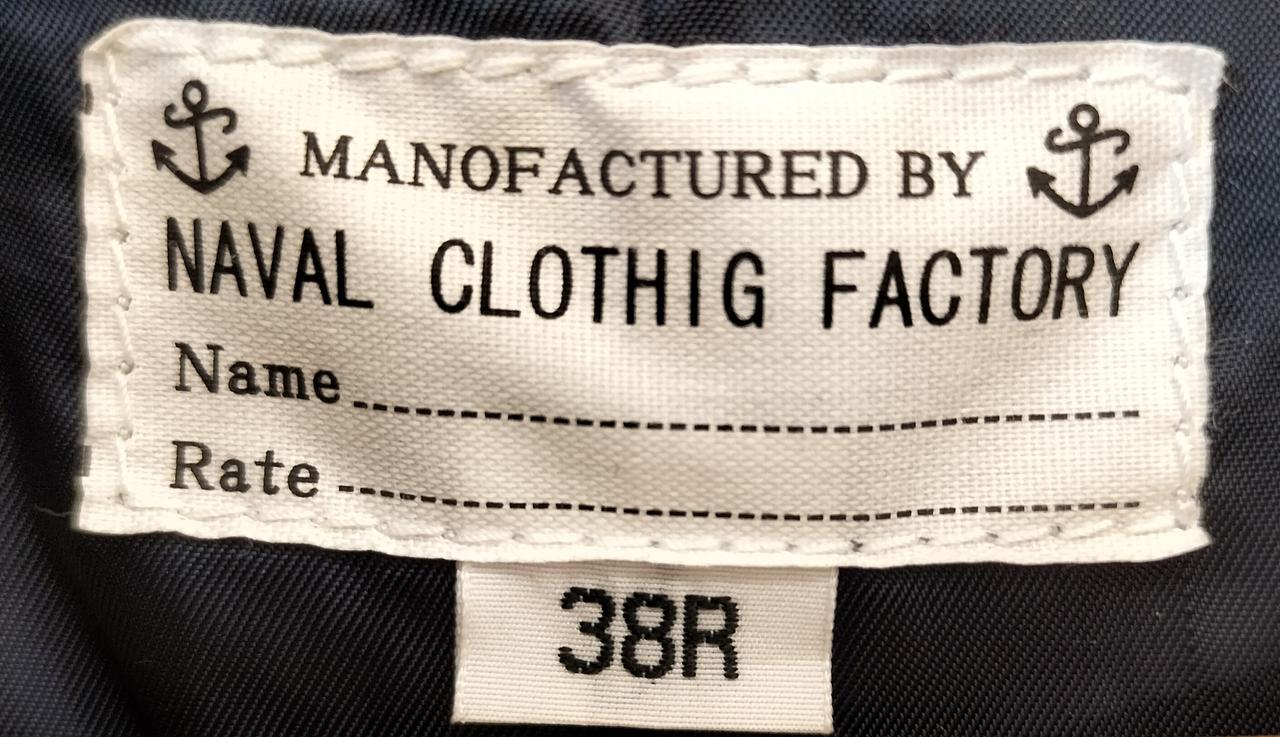 MANOFACTURED BY
NAVAL CLOTHIG FACTORY
Name
Rate
38R